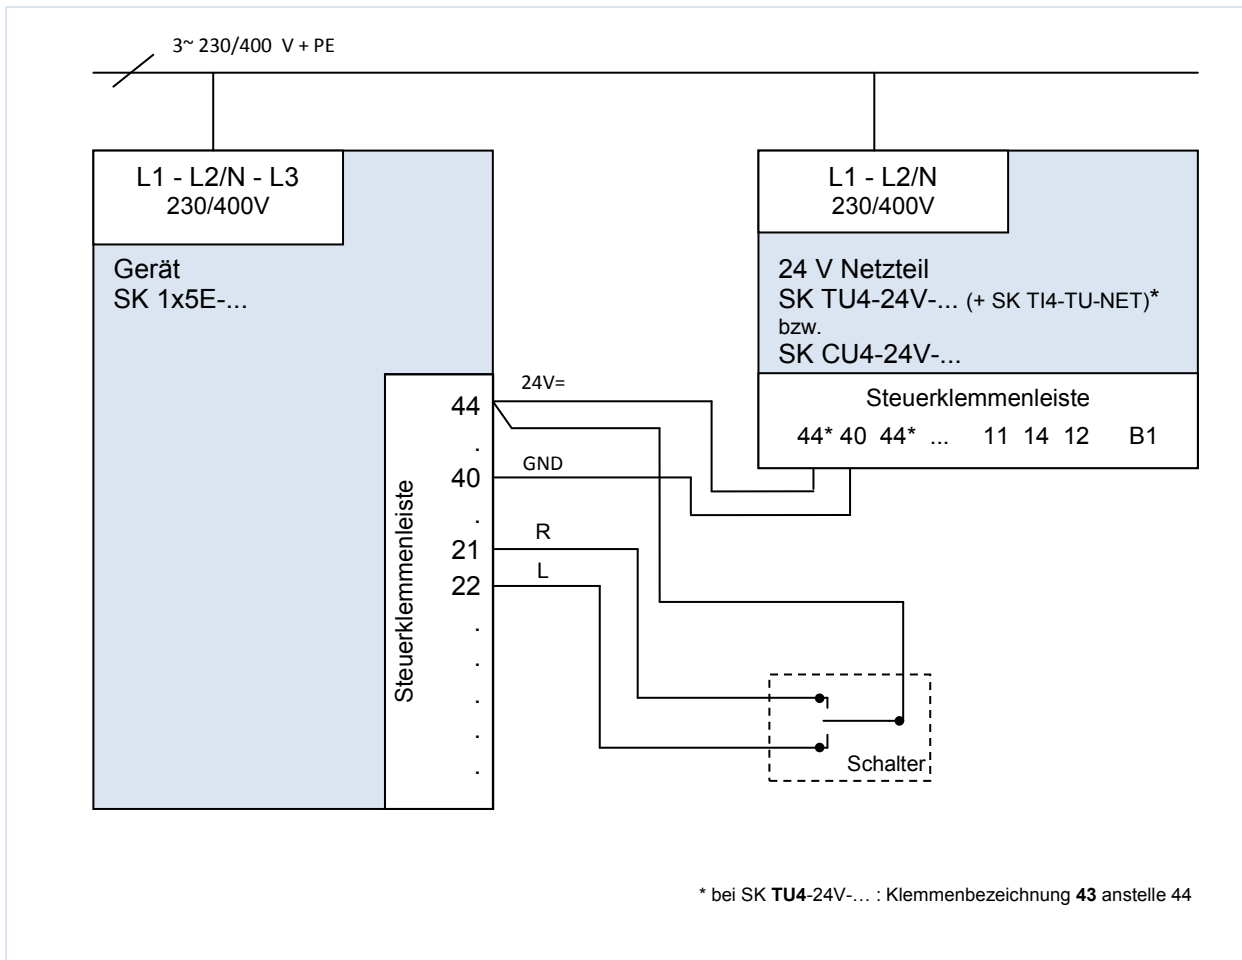 3~ 230/400 V + PE
L1 - L2/N - L3
230/400V
Gerät
SK 1x5E-...
L1 - L2/N
230/400V
24 V Netzteil
SK TU4-24V-... (+ SK TI4-TU-NET)*
bzw.
SK CU4-24V-...
Steuerklemmenleiste
44* 40 44* ... 11 14 12 B1
Steuerklemmenleiste
44
.
40
.
21
22
.
.
.
.
.
24V=
GND
R
L
Schalter
* bei SK TU4-24V-... : Klemmenbezeichnung 43 anstelle 44